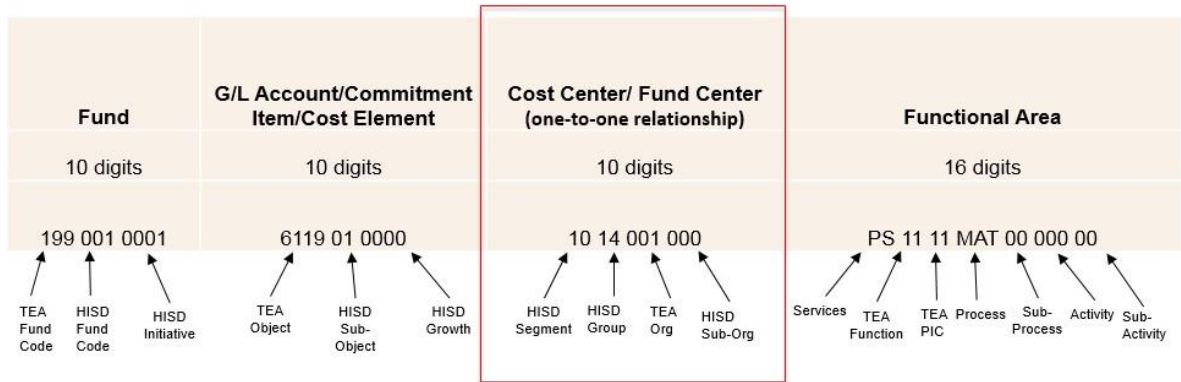 Fund
G/L Account/Commitment
Item/Cost Element
Cost Center/ Fund Center
(one-to-one relationship)
Functional Area
10 digits
10 digits
10 digits
16 digits
199 001 0001
6119 01 0000
10 14 001 000
PS 11 11 MAT 00 000 00
TEA
Fund
Code
HISD
Fund
Code
HISD
Initiative
TEA
Object
HISD
Sub-
Object
HISD
Growth
HISD
Segment
HISD
Group
TEA
Org
HISD
Sub-Org
Services
TEA
Function
TEA
PIC
Process
Sub-
Process
Activity
Sub-
Activity